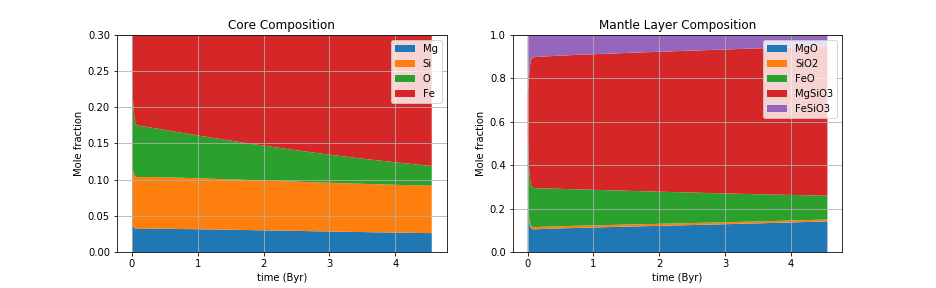 Core Composition
Mole fraction
0.30
0.25
0.20
0.15
0.10
0.05
0.00
0 1 2 3 4
time (Byr)
Mg
Si
O
Fe
Mantle Layer Composition
Mole fraction
1.0
0.8
0.6
0.4
0.2
0.0
0 1 2 3 4
time (Byr)
MgO
SiO2
FeO
MgSiO3
FeSiO3